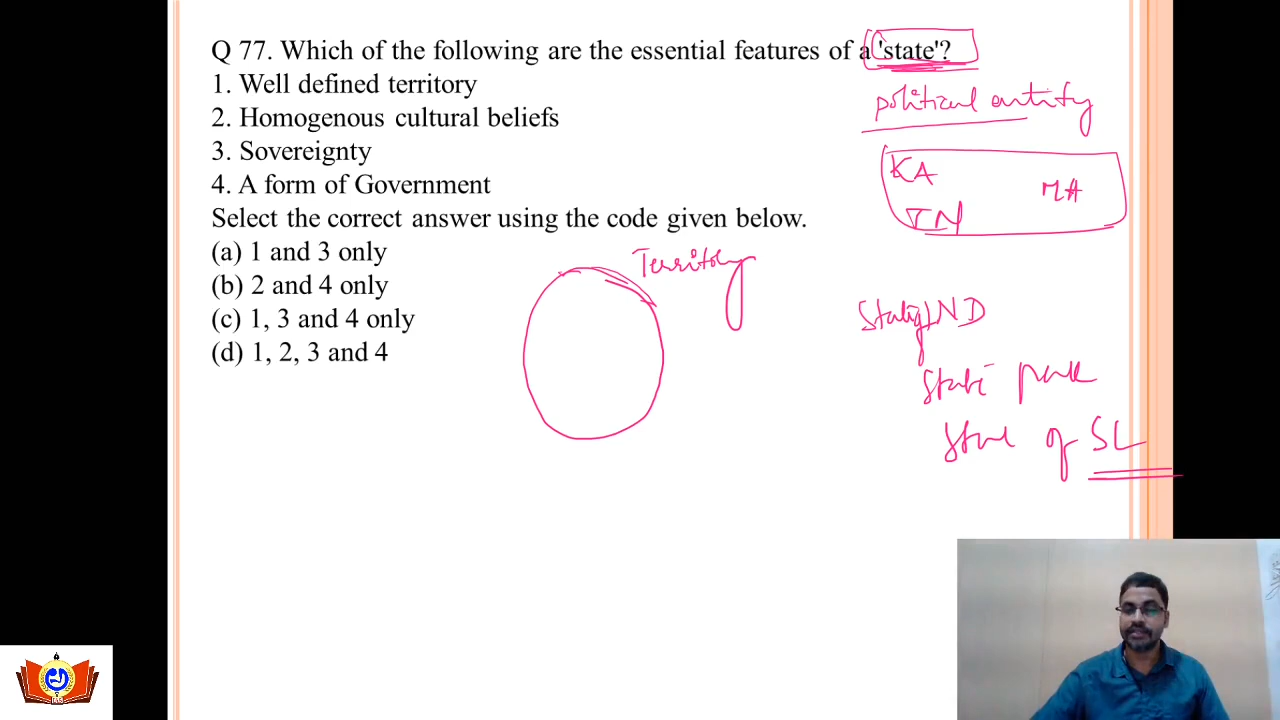 Q 77. Which of the following are the essential features of a 'state'?
1. Well defined territory
2. Homogenous cultural beliefs
3. Sovereignty
4. A form of Government
Select the correct answer using the code given below.
(a) 1 and 3 only
(b) 2 and 4 only
(c) 1, 3 and 4 only
(d) 1, 2, 3 and 4
political entity
KA
MA
TN
Territory
IND
State
of SL